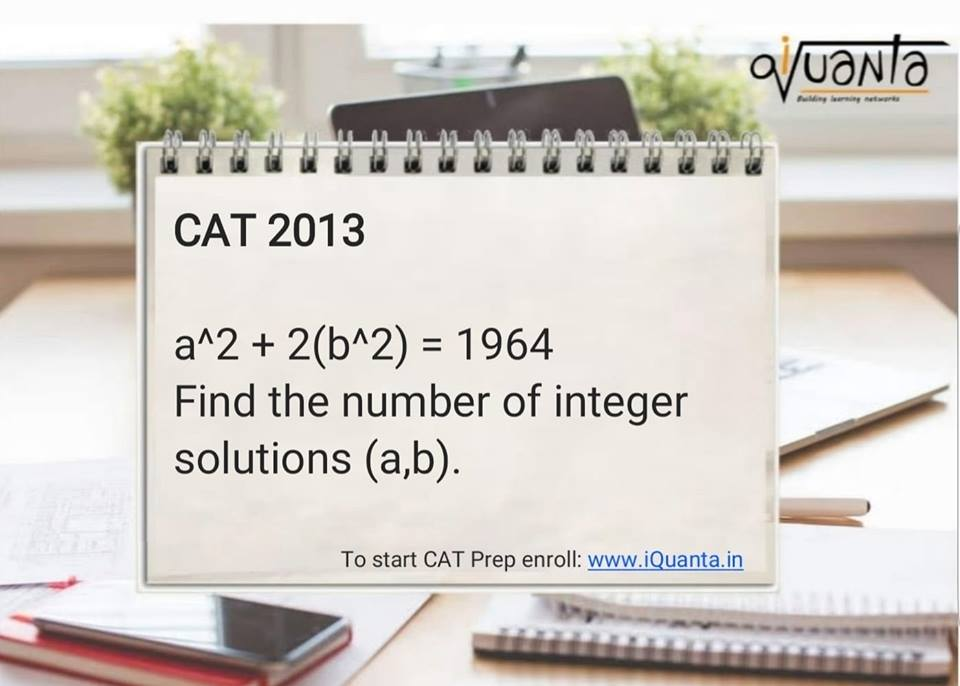 iQuanta
Building learning networks
CAT 2013
a^2 + 2(b^2) = 1964
Find the number of integer
solutions (a,b).
To start CAT Prep enroll: www.iQuanta.in